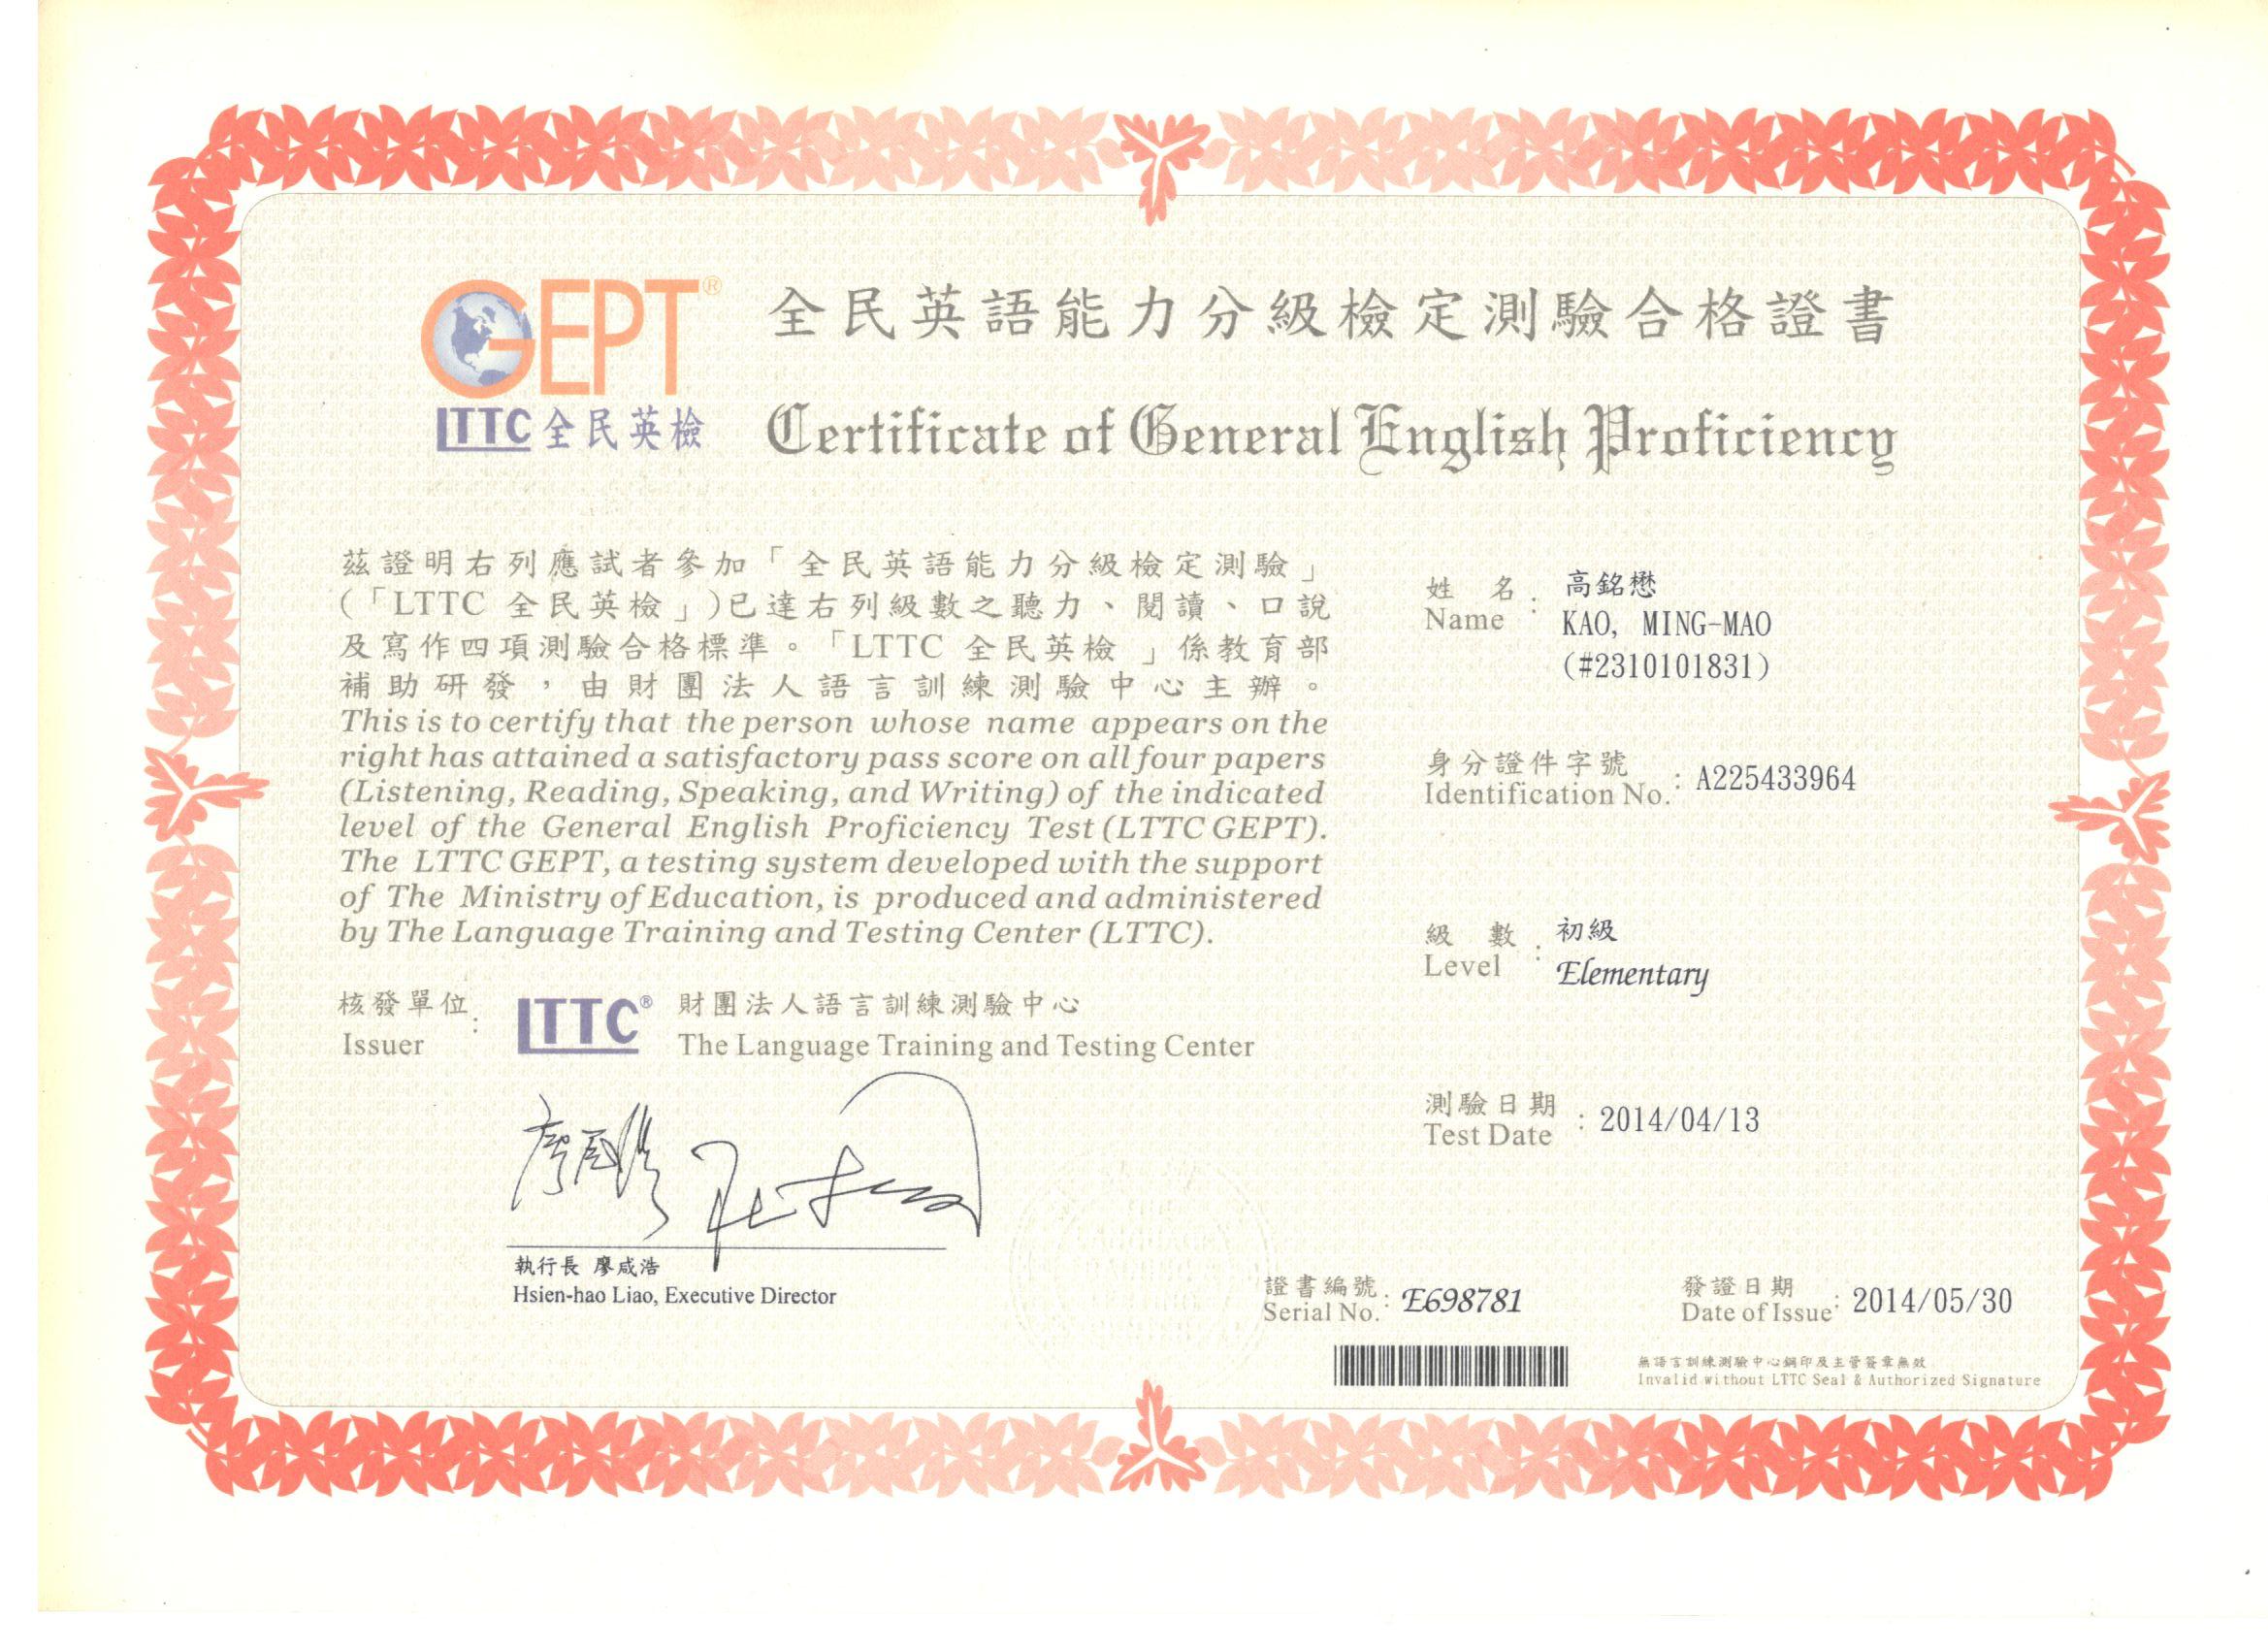 GEPT®
LTTC 全民英檢
全民英語能力分級檢定測驗合格證書
Certificate of General English Proficiency
茲證明右列應試者參加「全民英語能力分級檢定測驗」
(「LTTC 全民英檢」)已達右列級數之聽力、閱讀、口說
及寫作四項測驗合格標準。「LTTC 全民英檢 」係教育部
補助研發，由財團法人語言訓練測驗中心主辦。
This is to certify that the person whose name appears on the
right has attained a satisfactory pass score on all four papers
(Listening, Reading, Speaking, and Writing) of the indicated
level of the General English Proficiency Test (LTTC GEPT).
The LTTC GEPT, a testing system developed with the support
of The Ministry of Education, is produced and administered
by The Language Training and Testing Center (LTTC).
核發單位 : LTTC® 財團法人語言訓練測驗中心
Issuer The Language Training and Testing Center
執行長 廖咸浩
Hsien-hao Liao, Executive Director
姓 名 : 高銘懋
Name KAO, MING-MAO
(#2310101831)
身分證件字號
Identification No. : A225433964
級 數 : 初級
Level Elementary
測驗日期
Test Date : 2014/04/13
證書編號
Serial No. : E698781
發證日期
Date of Issue : 2014/05/30
無語言訓練測驗中心鋼印及主管簽章無效
Invalid without LTTC Seal & Authorized Signature